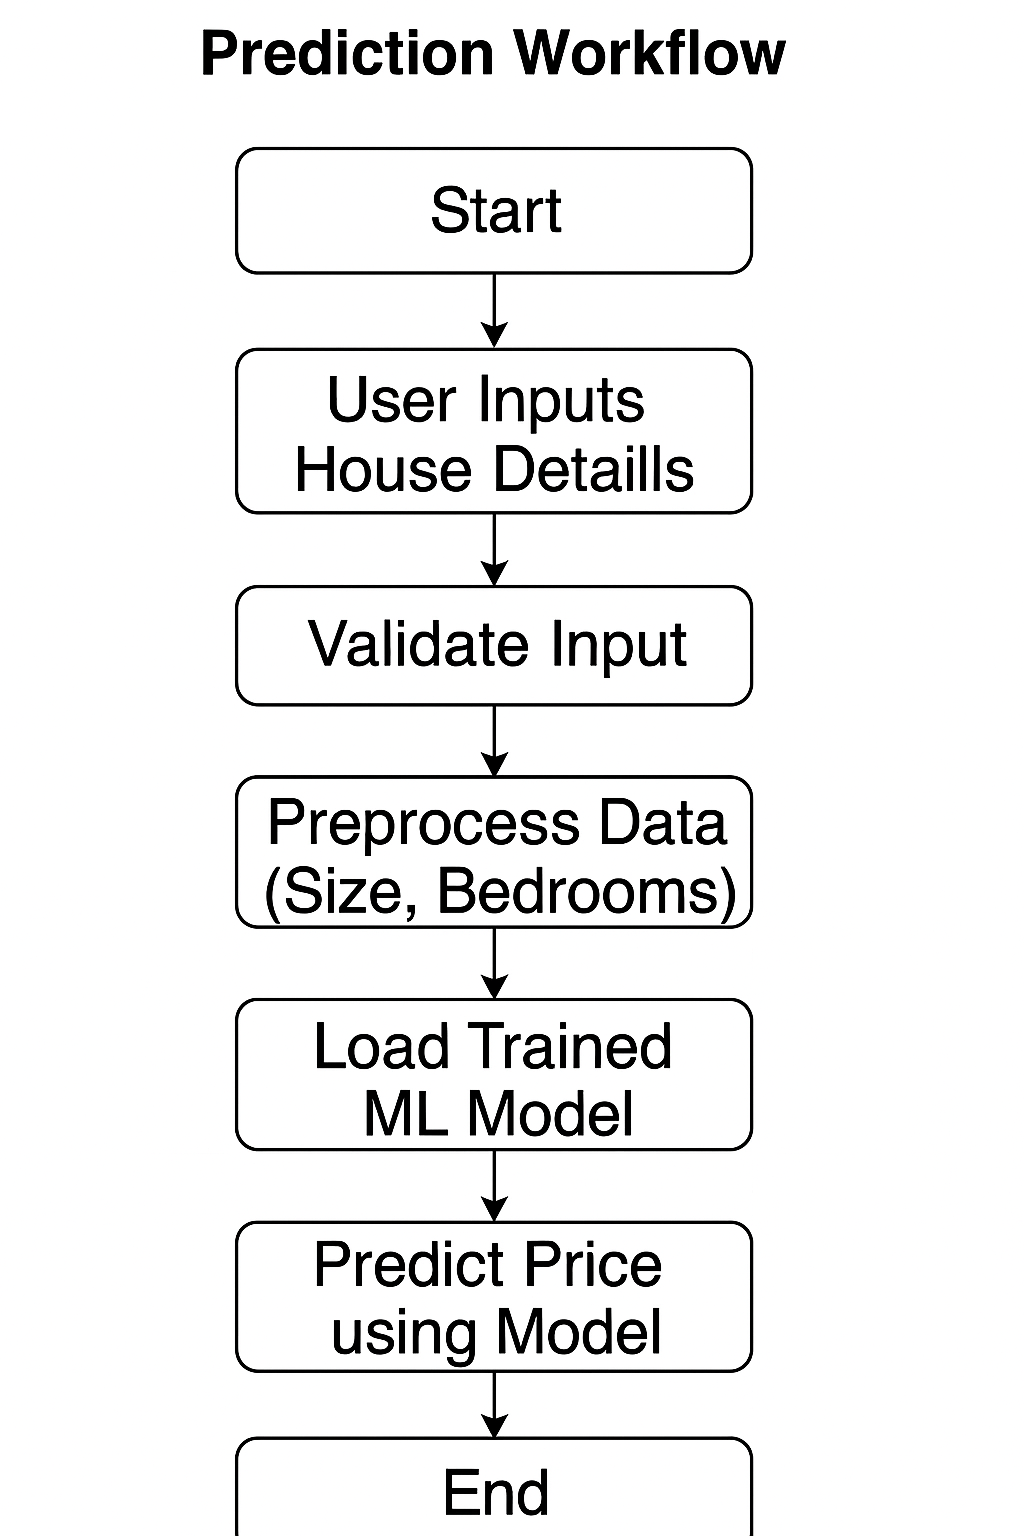 Prediction Workflow
Start
User Inputs
House Detaills
Validate Input
Preprocess Data
(Size, Bedrooms)
Load Trained
ML Model
Predict Price
using Model
End